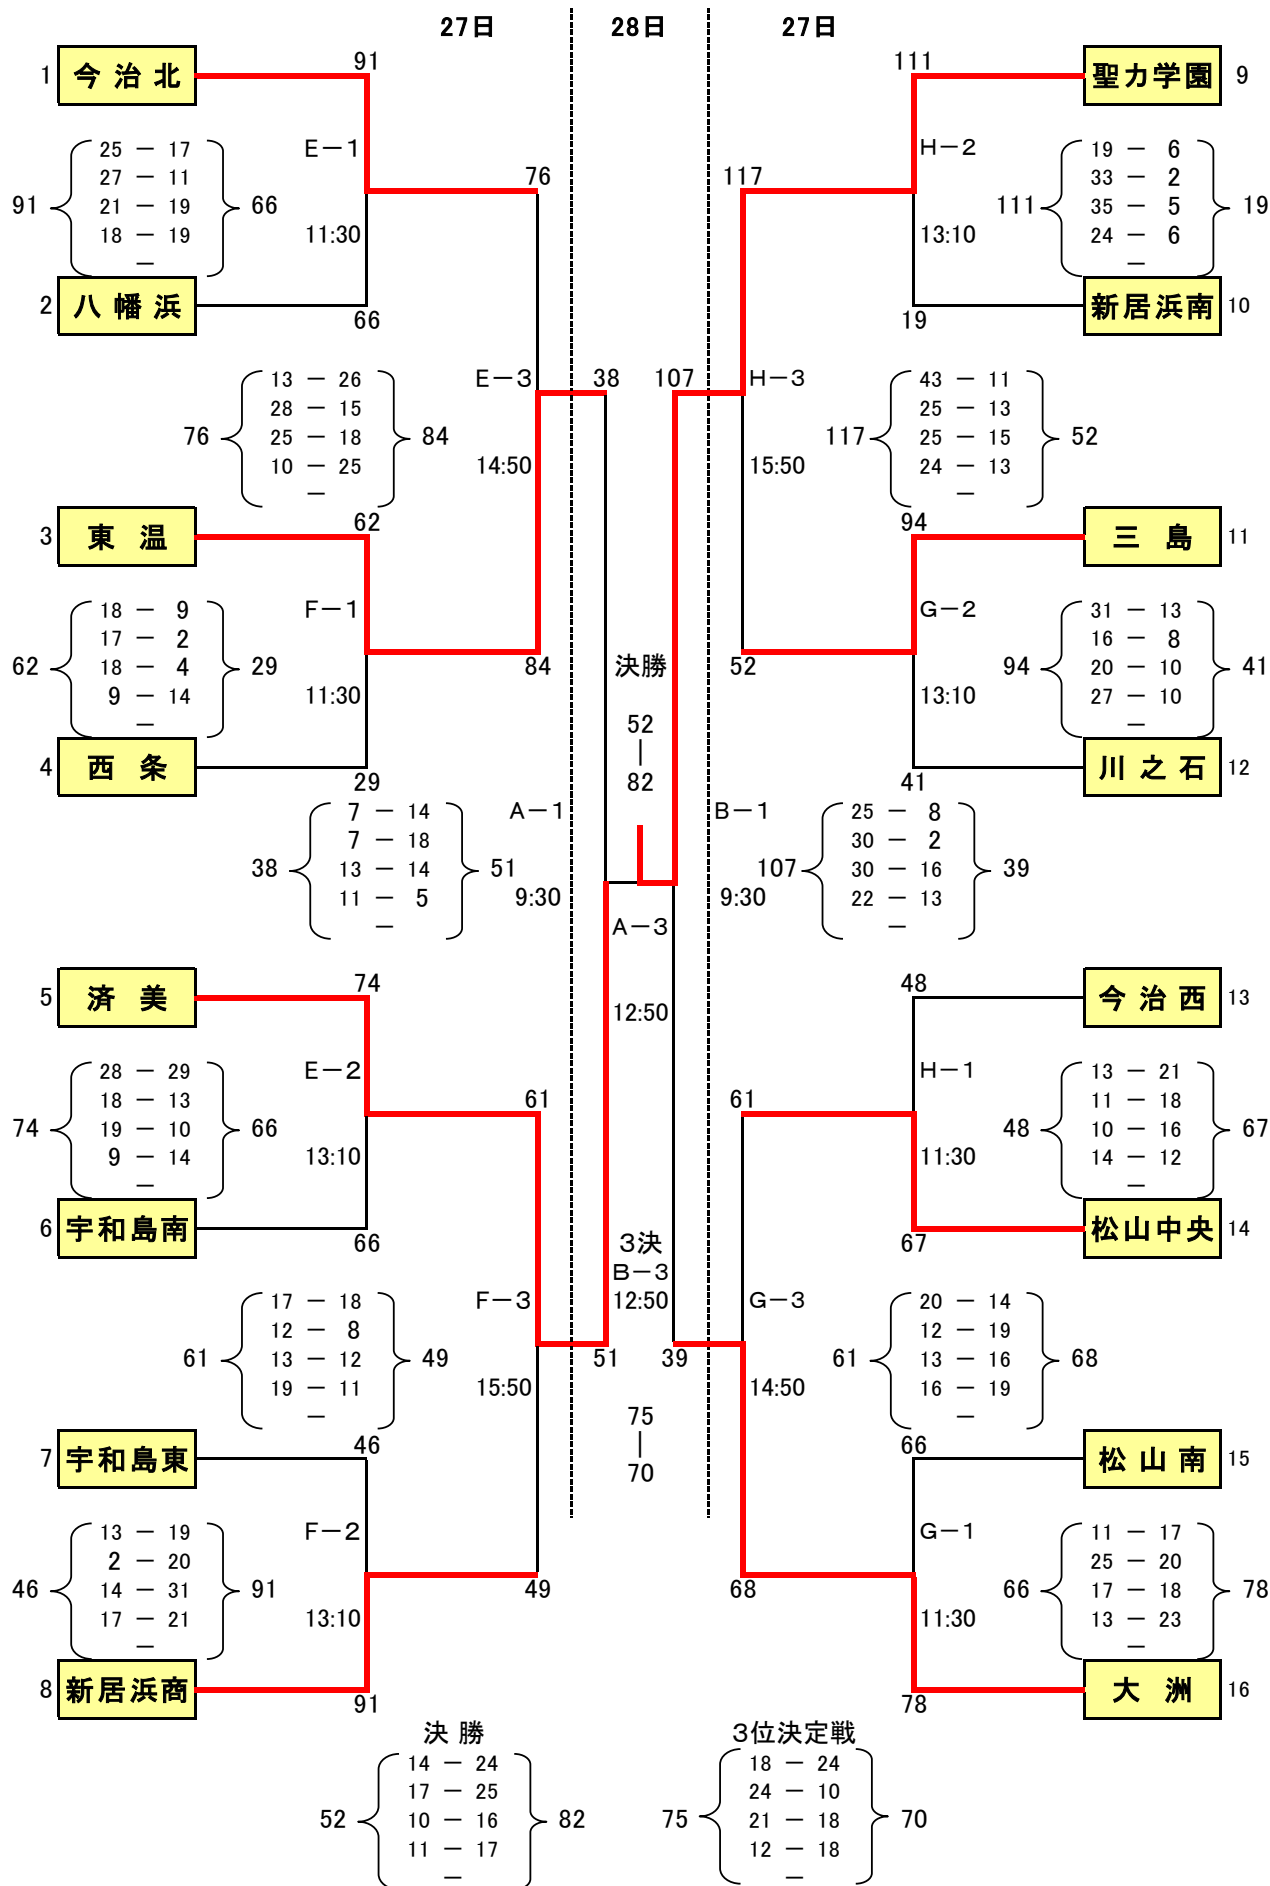 27日 28日 27日
91 111
1 今治北 聖カ学園 9
E－1 H－2
25 － 17 19 － 6
27 － 11 76 117 33 － 2
91 21 － 19 66 111 35 － 5 19
18 － 19 11:30 13:10 24 － 6
－ －
2 八幡浜 新居浜南 10
66 19
13 － 26 E－3 38 107 H－3 43 － 11
28 － 15 25 － 13
76 25 － 18 84 117 25 － 15 52
10 － 25 14:50 15:50 24 － 13
－ －
62 94
3 東温 三島 11
18 － 9 F－1 G－2 31 － 13
17 － 2 16 － 8
62 18 － 4 29 84 決勝 52 94 20 － 10 41
9 － 14 11:30 13:10 27 － 10
－ 52 －
|
4 西条 82 川之石 12
29 41
7 － 14 A－1 B－1 25 － 8
7 － 18 30 － 2
38 13 － 14 51 107 30 － 16 39
11 － 5 9:30 9:30 22 － 13
－ A－3 －
74 48
5 済美 今治西 13
12:50
28 － 29 E－2 H－1 13 － 21
18 － 13 61 61 11 － 18
74 19 － 10 66 48 10 － 16 67
9 － 14 13:10 11:30 14 － 12
－ －
6 宇和島南 松山中央 14
66 3決 67
B－3
17 － 18 F－3 12:50 G－3 20 － 14
12 － 8 12 － 19
61 13 － 12 49 51 39 61 13 － 16 68
19 － 11 15:50 14:50 16 － 19
－ 75 －
46 | 66
7 宇和島東 70 松山南 15
13 － 19 F－2 G－1 11 － 17
2 － 20 25 － 20
46 14 － 31 91 49 68 66 17 － 18 78
17 － 21 13:10 11:30 13 － 23
－ －
8 新居浜商 大洲 16
91 78
決勝 3位決定戦
14 － 24 18 － 24
17 － 25 24 － 10
52 10 － 16 82 75 21 － 18 70
11 － 17 12 － 18
－ －